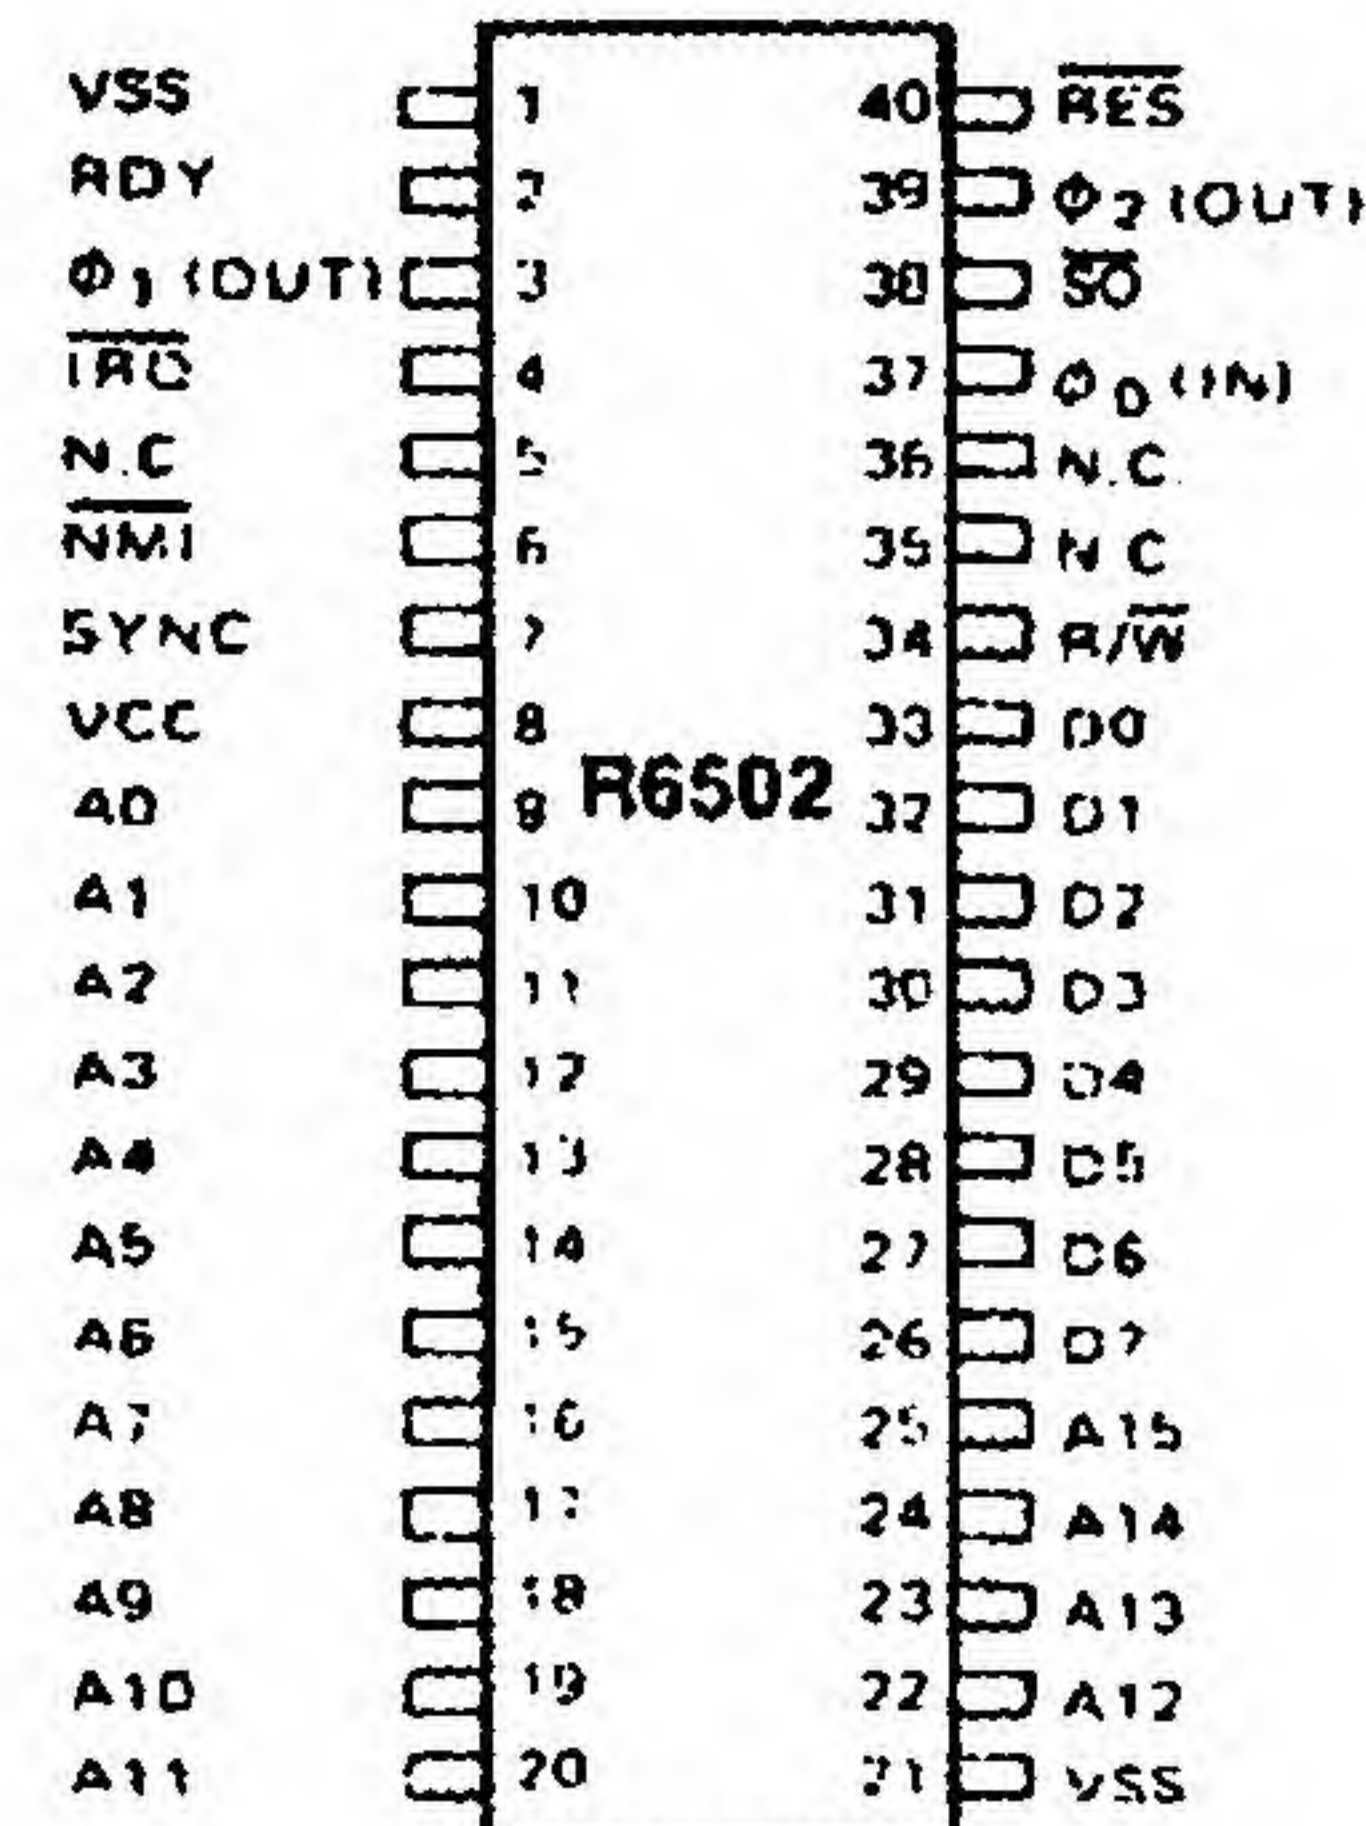 VSS 1 40 R̅E̅S̅
RDY 2 39 Φ2 (OUT)
Φ1 (OUT) 3 38 S̅O̅
I̅R̅Q̅ 4 37 Φ0 (IN)
N.C 5 36 N.C.
N̅M̅I̅ 6 35 N C
SYNC 7 34 R/W̅
VCC 8 33 D0
A0 9 32 D1
R6502
A1 10 31 D2
A2 11 30 D3
A3 12 29 D4
A4 13 28 D5
A5 14 27 D6
A6 15 26 D7
A7 16 25 A15
A8 17 24 A14
A9 18 23 A13
A10 19 22 A12
A11 20 21 VSS